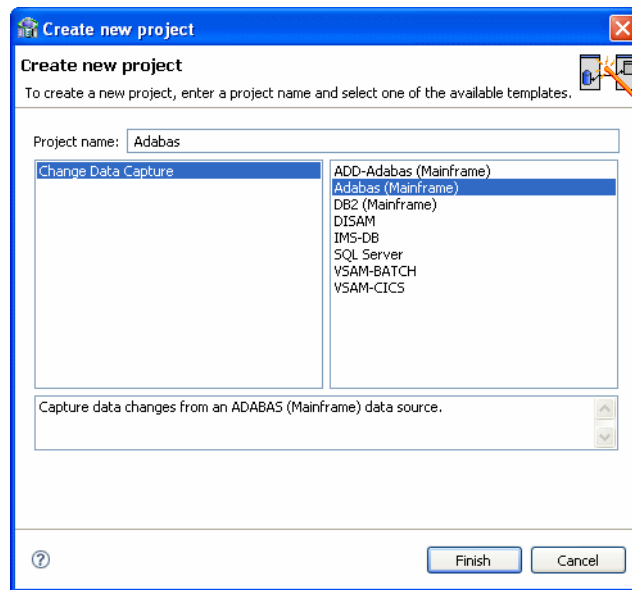 Create new project
Create new project
To create a new project, enter a project name and select one of the available templates.
Project name: Adabas
Change Data Capture
ADD-Adabas (Mainframe)
Adabas (Mainframe)
DB2 (Mainframe)
DISAM
IMS-DB
SQL Server
VSAM-BATCH
VSAM-CICS
Capture data changes from an ADABAS (Mainframe) data source.
?
Finish
Cancel